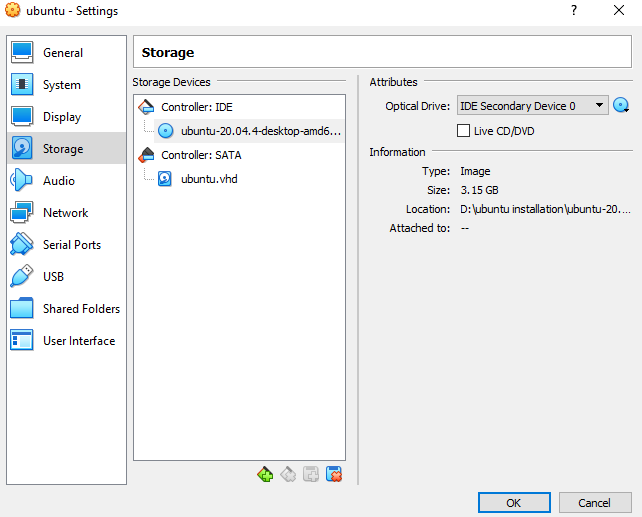 ubuntu - Settings
?
General
System
Display
Storage
Audio
Network
Serial Ports
USB
Shared Folders
User Interface
Storage
Storage Devices
Controller: IDE
ubuntu-20.04.4-desktop-amd6...
Controller: SATA
ubuntu.vhd
Attributes
Optical Drive: IDE Secondary Device 0
Live CD/DVD
Information
Type: Image
Size: 3.15 GB
Location: D:\ubuntu installation\ubuntu-20....
Attached to: --
OK Cancel